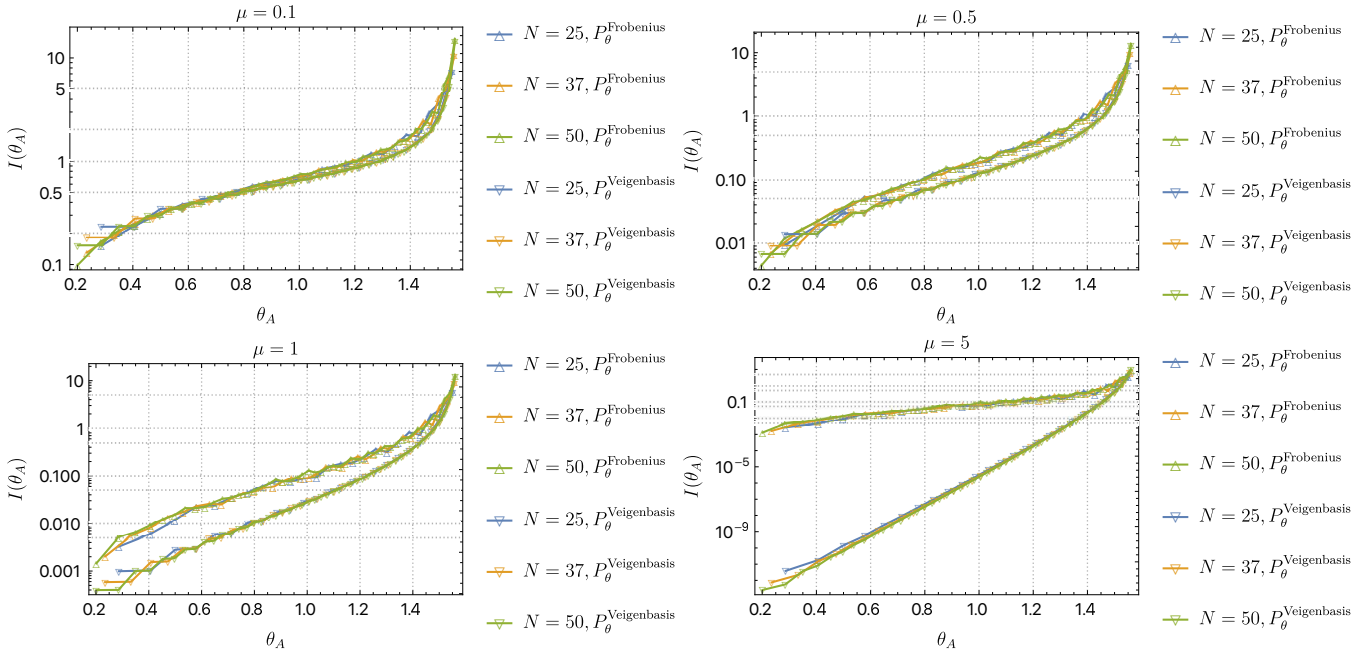 μ = 0.1
I(θ_A)
10
5
1
0.5
0.1
0.2 0.4 0.6 0.8 1.0 1.2 1.4
θ_A
N = 25, P_θ^Frobenius
N = 37, P_θ^Frobenius
N = 50, P_θ^Frobenius
N = 25, P_θ^Veigenbasis
N = 37, P_θ^Veigenbasis
N = 50, P_θ^Veigenbasis
μ = 0.5
I(θ_A)
10
1
0.10
0.01
0.2 0.4 0.6 0.8 1.0 1.2 1.4
θ_A
N = 25, P_θ^Frobenius
N = 37, P_θ^Frobenius
N = 50, P_θ^Frobenius
N = 25, P_θ^Veigenbasis
N = 37, P_θ^Veigenbasis
N = 50, P_θ^Veigenbasis
μ = 1
I(θ_A)
10
1
0.100
0.010
0.001
0.2 0.4 0.6 0.8 1.0 1.2 1.4
θ_A
N = 25, P_θ^Frobenius
N = 37, P_θ^Frobenius
N = 50, P_θ^Frobenius
N = 25, P_θ^Veigenbasis
N = 37, P_θ^Veigenbasis
N = 50, P_θ^Veigenbasis
μ = 5
I(θ_A)
0.1
10^-5
10^-9
0.2 0.4 0.6 0.8 1.0 1.2 1.4
θ_A
N = 25, P_θ^Frobenius
N = 37, P_θ^Frobenius
N = 50, P_θ^Frobenius
N = 25, P_θ^Veigenbasis
N = 37, P_θ^Veigenbasis
N = 50, P_θ^Veigenbasis